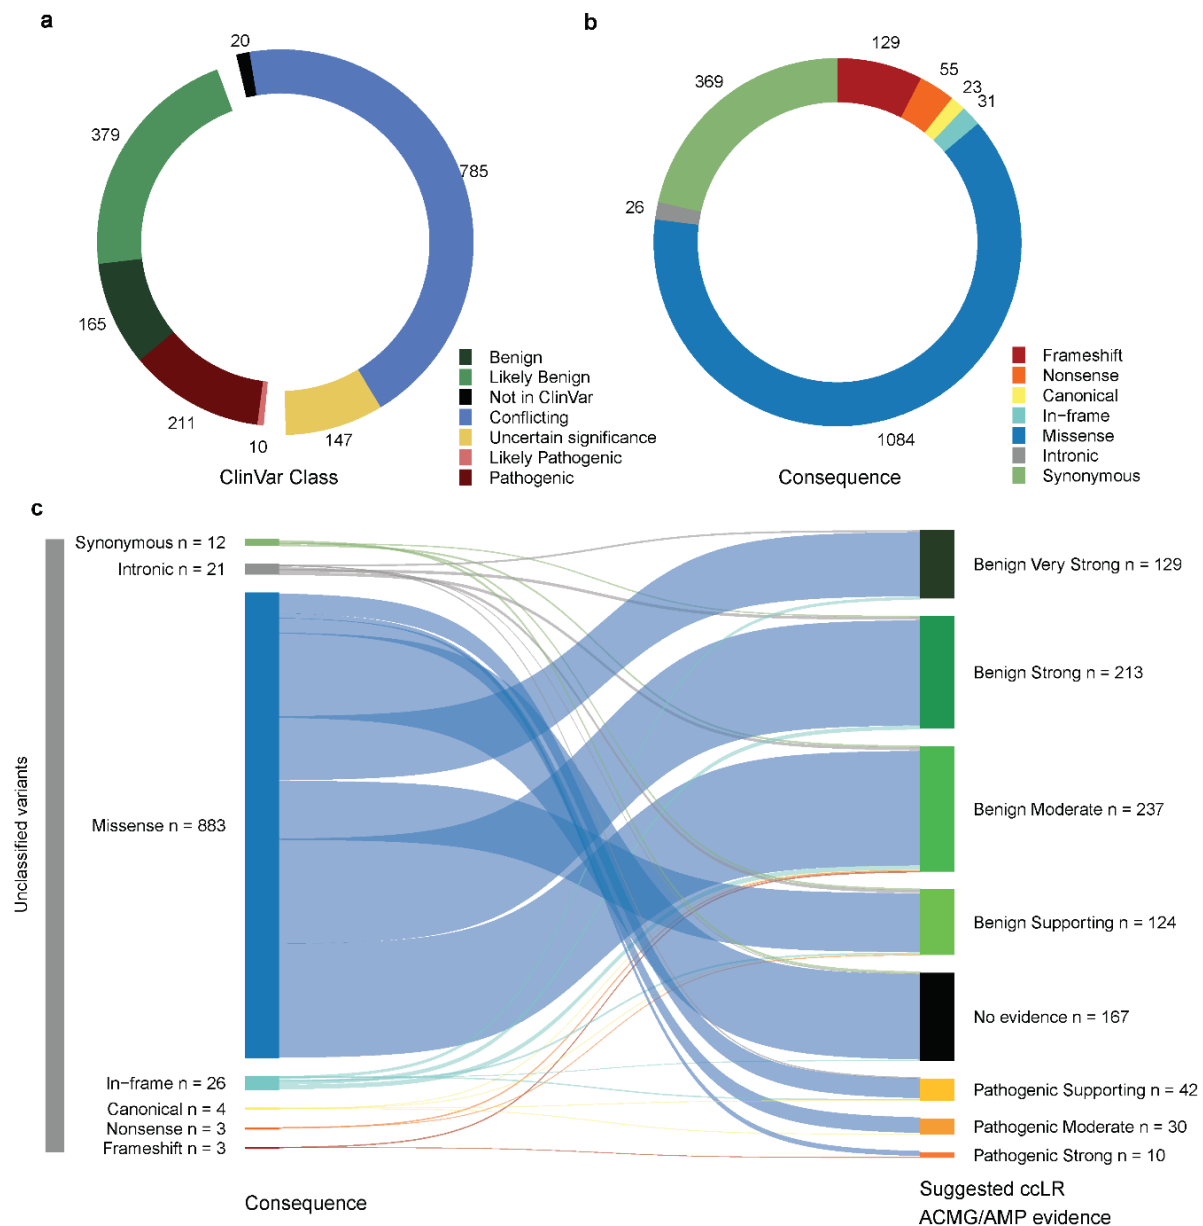 a
20
785
379
165
211
10
147
Benign
Likely Benign
Not in ClinVar
Conflicting
Uncertain significance
Likely Pathogenic
Pathogenic
ClinVar Class
b
129
55
23
31
369
26
1084
Frameshift
Nonsense
Canonical
In-frame
Missense
Intronic
Synonymous
Consequence
c
Unclassified variants
Synonymous n = 12
Intronic n = 21
Missense n = 883
In-frame n = 26
Canonical n = 4
Nonsense n = 3
Frameshift n = 3
Consequence
Benign Very Strong n = 129
Benign Strong n = 213
Benign Moderate n = 237
Benign Supporting n = 124
No evidence n = 167
Pathogenic Supporting n = 42
Pathogenic Moderate n = 30
Pathogenic Strong n = 10
Suggested ccLR
ACMG/AMP evidence